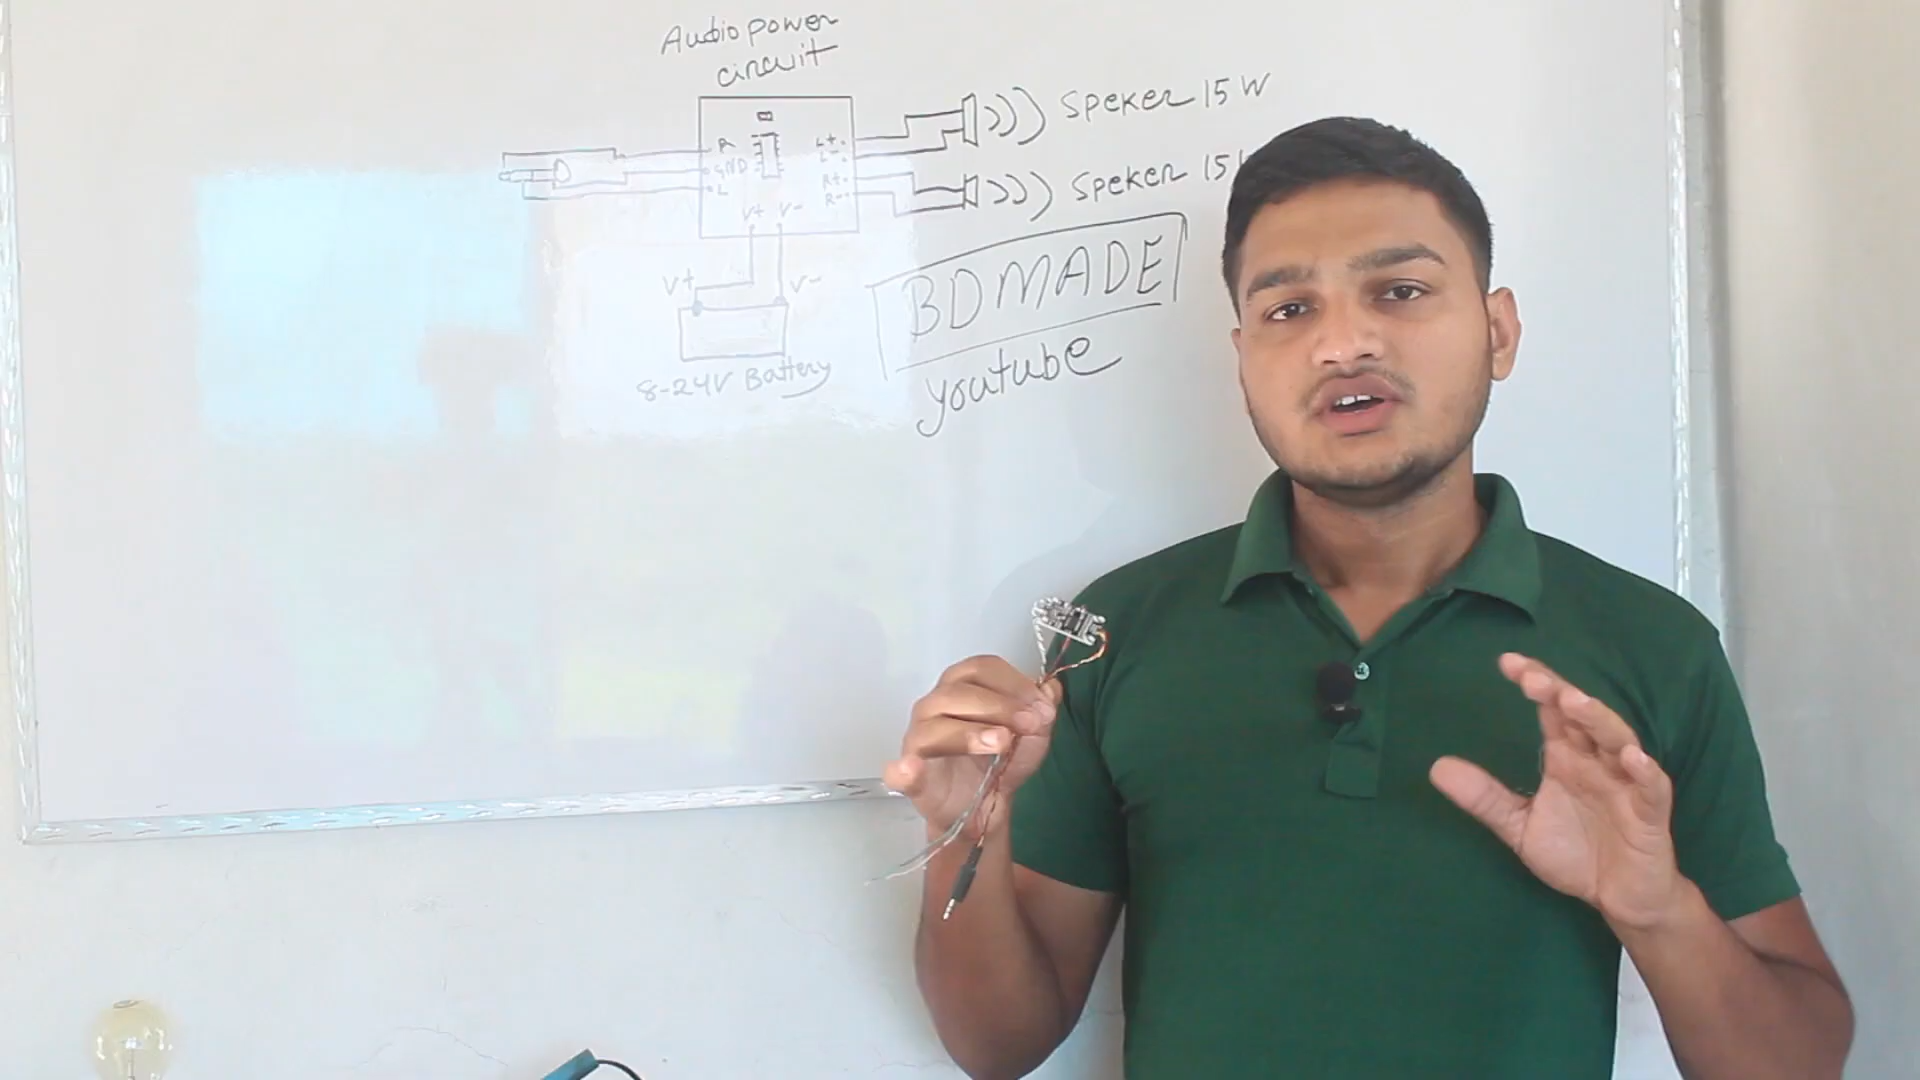 Audio power
circuit
Speker 15 W
R
GND
L
L+
L-
R+
R-
Speker 15
V+ V-
V+ V-
BDMADE
youtube
8-24V Battery